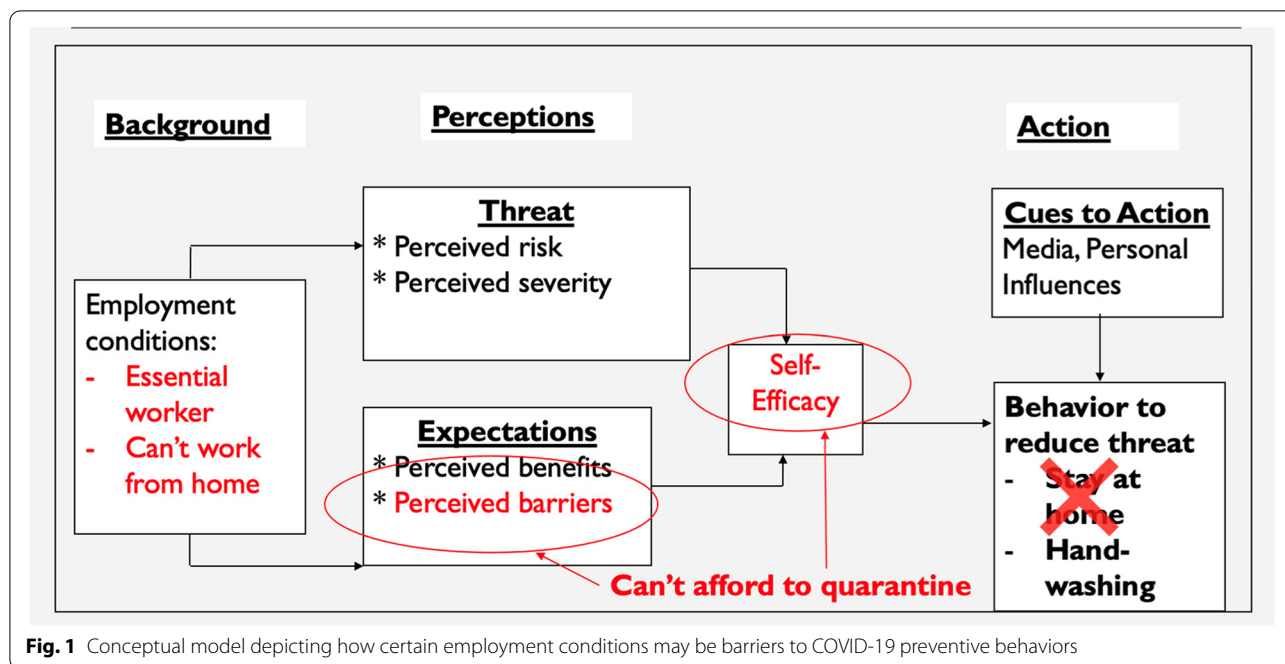 Background
Perceptions
Action
Threat
* Perceived risk
* Perceived severity
Cues to Action
Media, Personal
Influences
Employment
conditions:
- Essential
worker
- Can't work
from home
Self-
Efficacy
Expectations
* Perceived benefits
* Perceived barriers
Behavior to
reduce threat
- Stay at
home
- Hand-
washing
Can't afford to quarantine
Fig. 1 Conceptual model depicting how certain employment conditions may be barriers to COVID-19 preventive behaviors